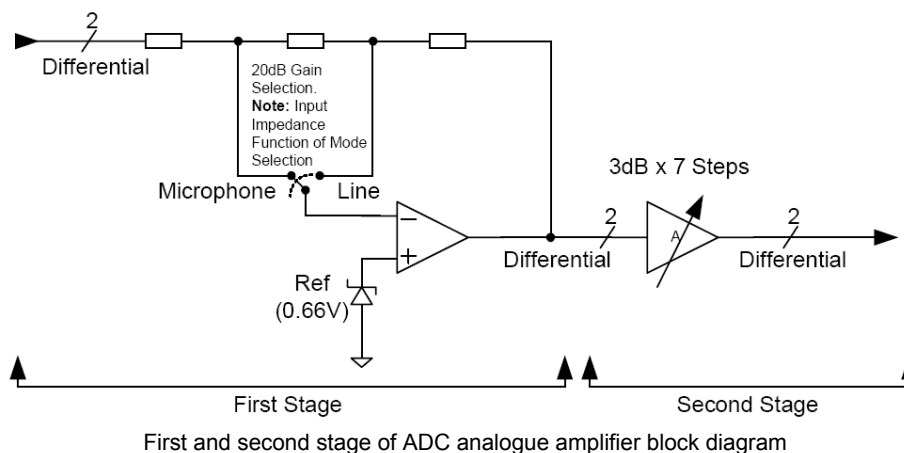 2
Differential
20dB Gain
Selection.
Note: Input
Impedance
Function of Mode
Selection
Microphone
Line
3dB x 7 Steps
−
+
Ref
(0.66V)
2
Differential
A
2
Differential
First Stage
Second Stage
First and second stage of ADC analogue amplifier block diagram